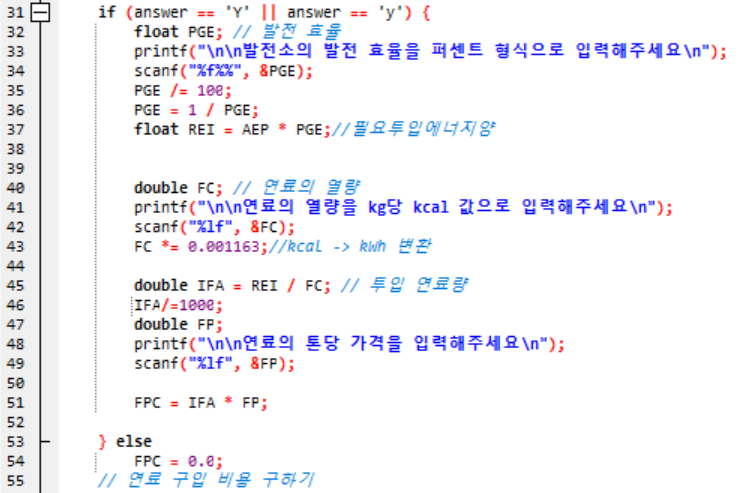 31 if (answer == 'Y' || answer == 'y') {
32 float PGE; // 발전 효율
33 printf("\n\n발전소의 발전 효율을 퍼센트 형식으로 입력해주세요\n");
34 scanf("%f%%", &PGE);
35 PGE /= 100;
36 PGE = 1 / PGE;
37 float REI = AEP * PGE;//필요투입에너지양
38
39
40 double FC; // 연료의 열량
41 printf("\n\n연료의 열량을 kg당 kcal 값으로 입력해주세요\n");
42 scanf("%lf", &FC);
43 FC *= 0.001163;//kcal -> kWh 변환
44
45 double IFA = REI / FC; // 투입 연료량
46 IFA/=1000;
47 double FP;
48 printf("\n\n연료의 톤당 가격을 입력해주세요\n");
49 scanf("%lf", &FP);
50
51 FPC = IFA * FP;
52
53 } else
54 FPC = 0.0;
55 // 연료 구입 비용 구하기